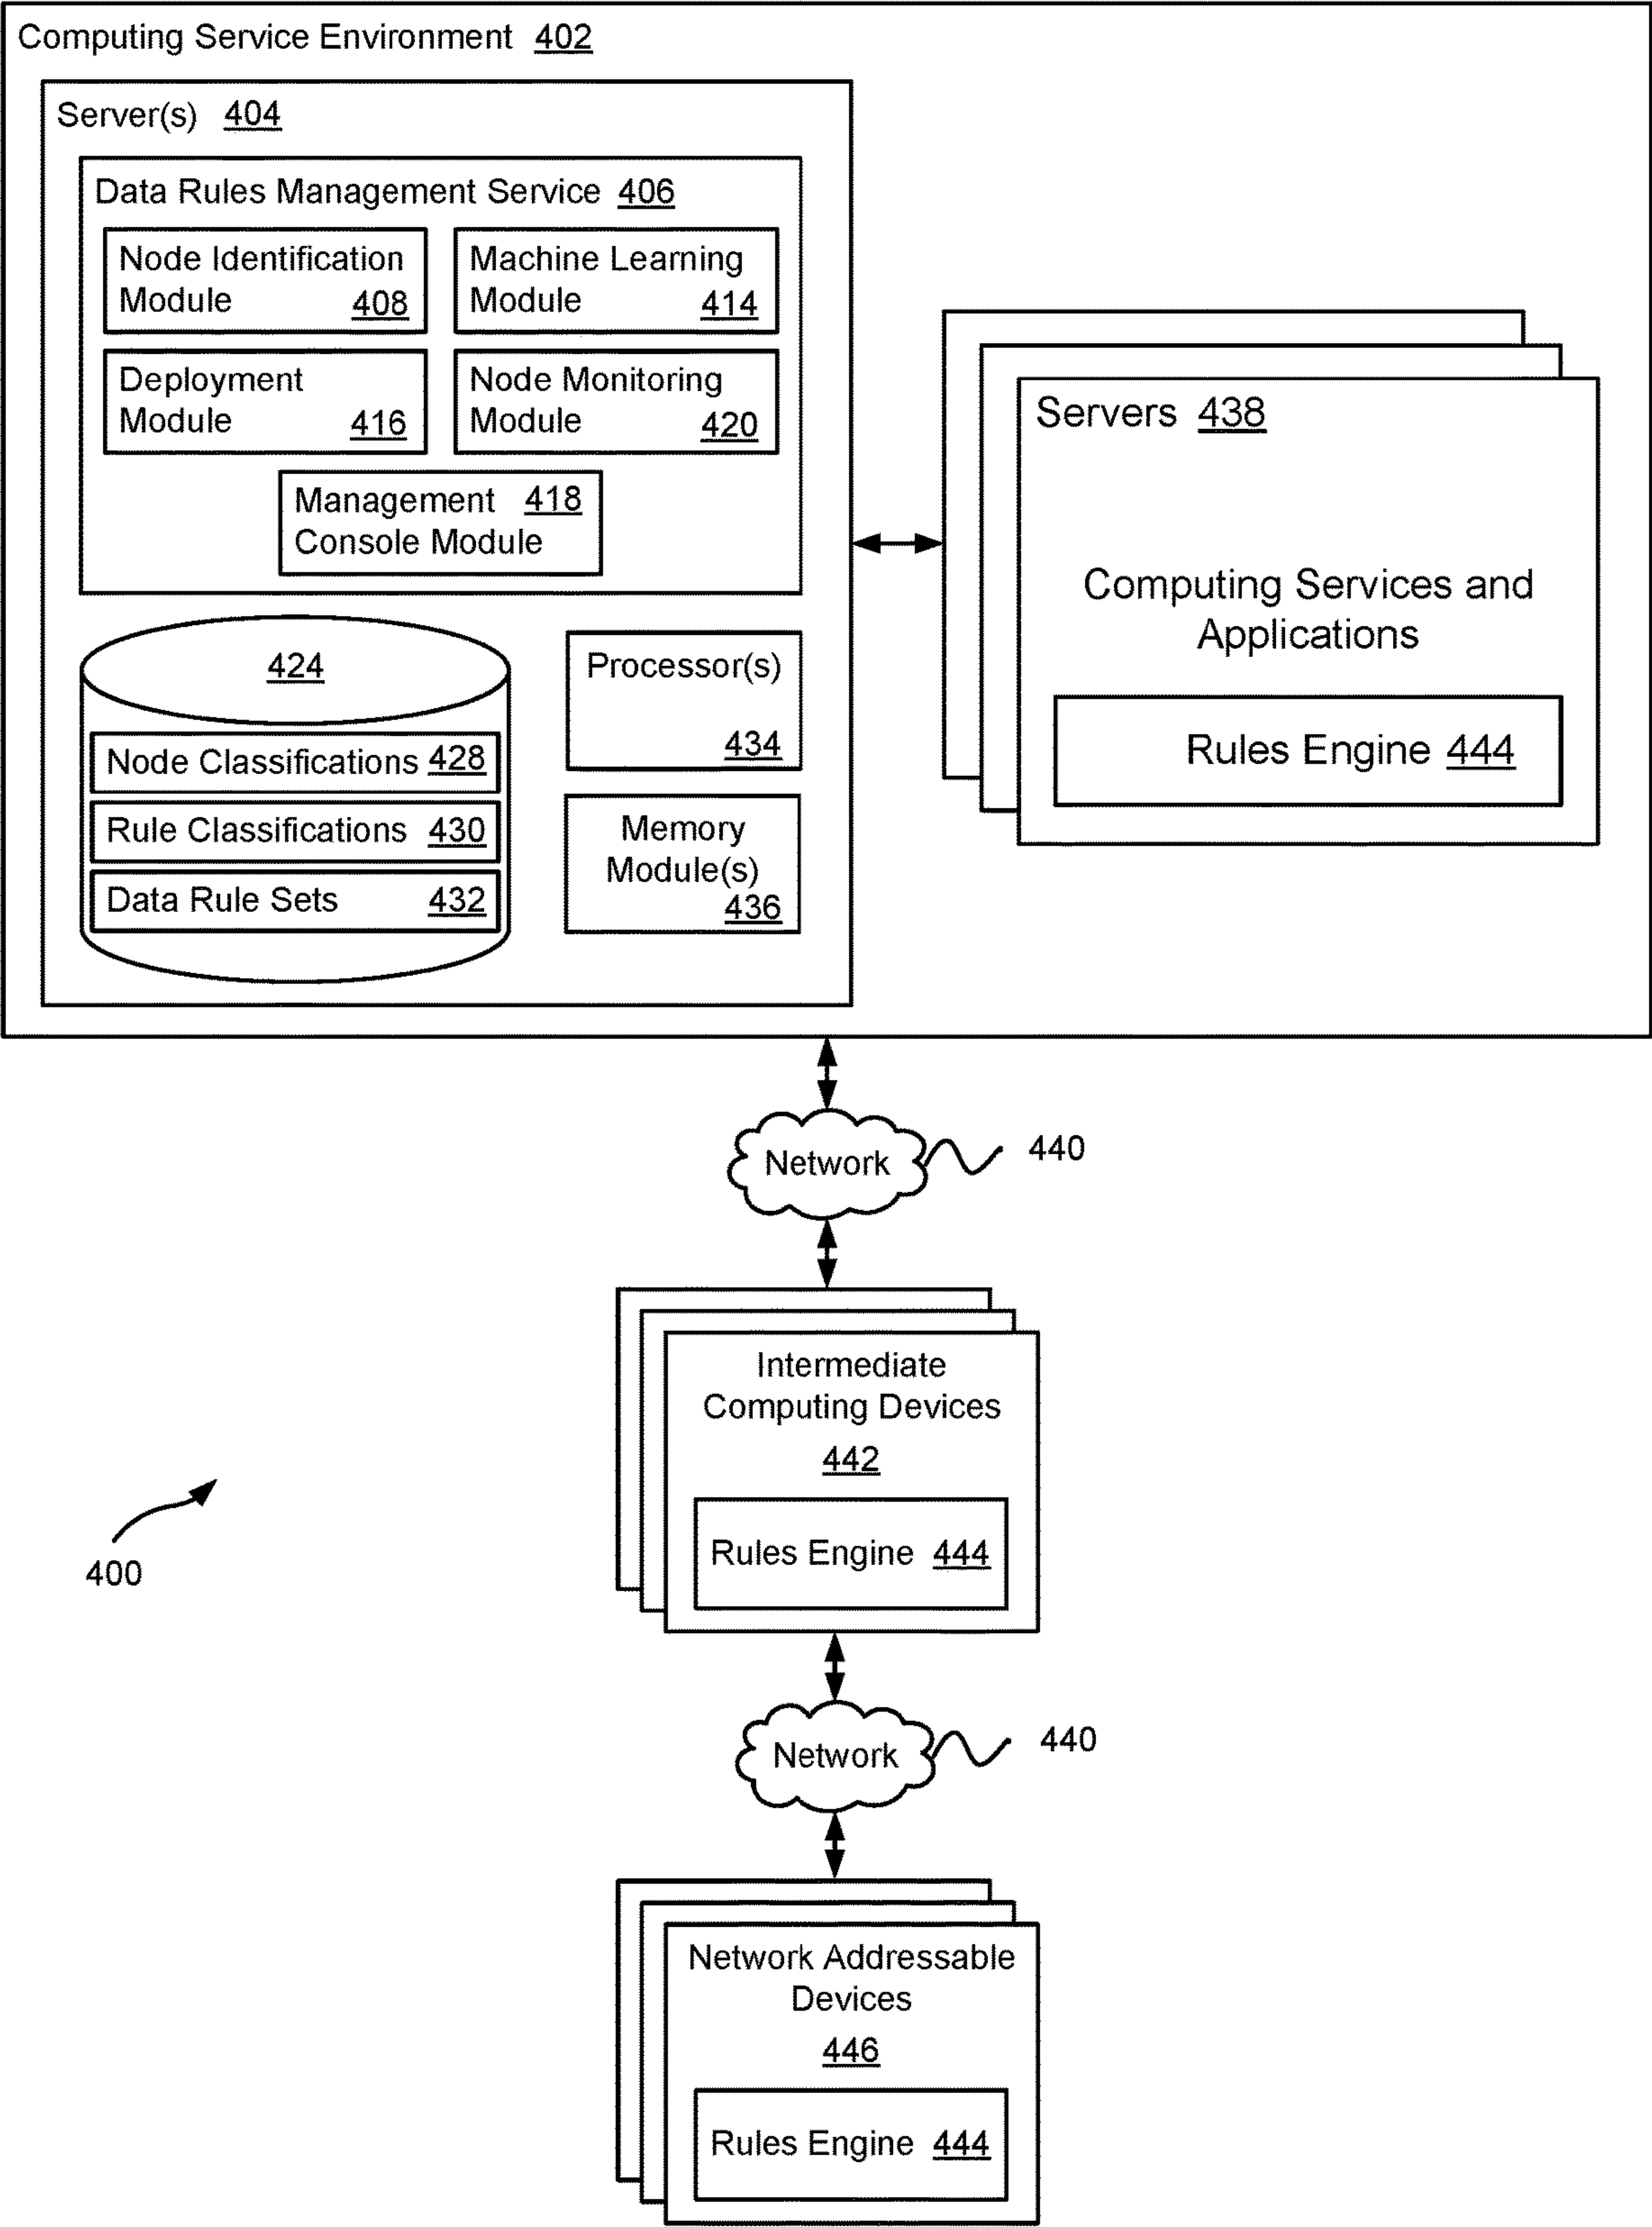 Computing Service Environment 402
Server(s) 404
Data Rules Management Service 406
Node Identification
Module 408
Machine Learning
Module 414
Deployment
Module 416
Node Monitoring
Module 420
Management 418
Console Module
424
Node Classifications 428
Rule Classifications 430
Data Rule Sets 432
Processor(s)
434
Memory
Module(s)
436
Servers 438
Computing Services and
Applications
Rules Engine 444
Network
440
Intermediate
Computing Devices
442
Rules Engine 444
400
Network
440
Network Addressable
Devices
446
Rules Engine 444